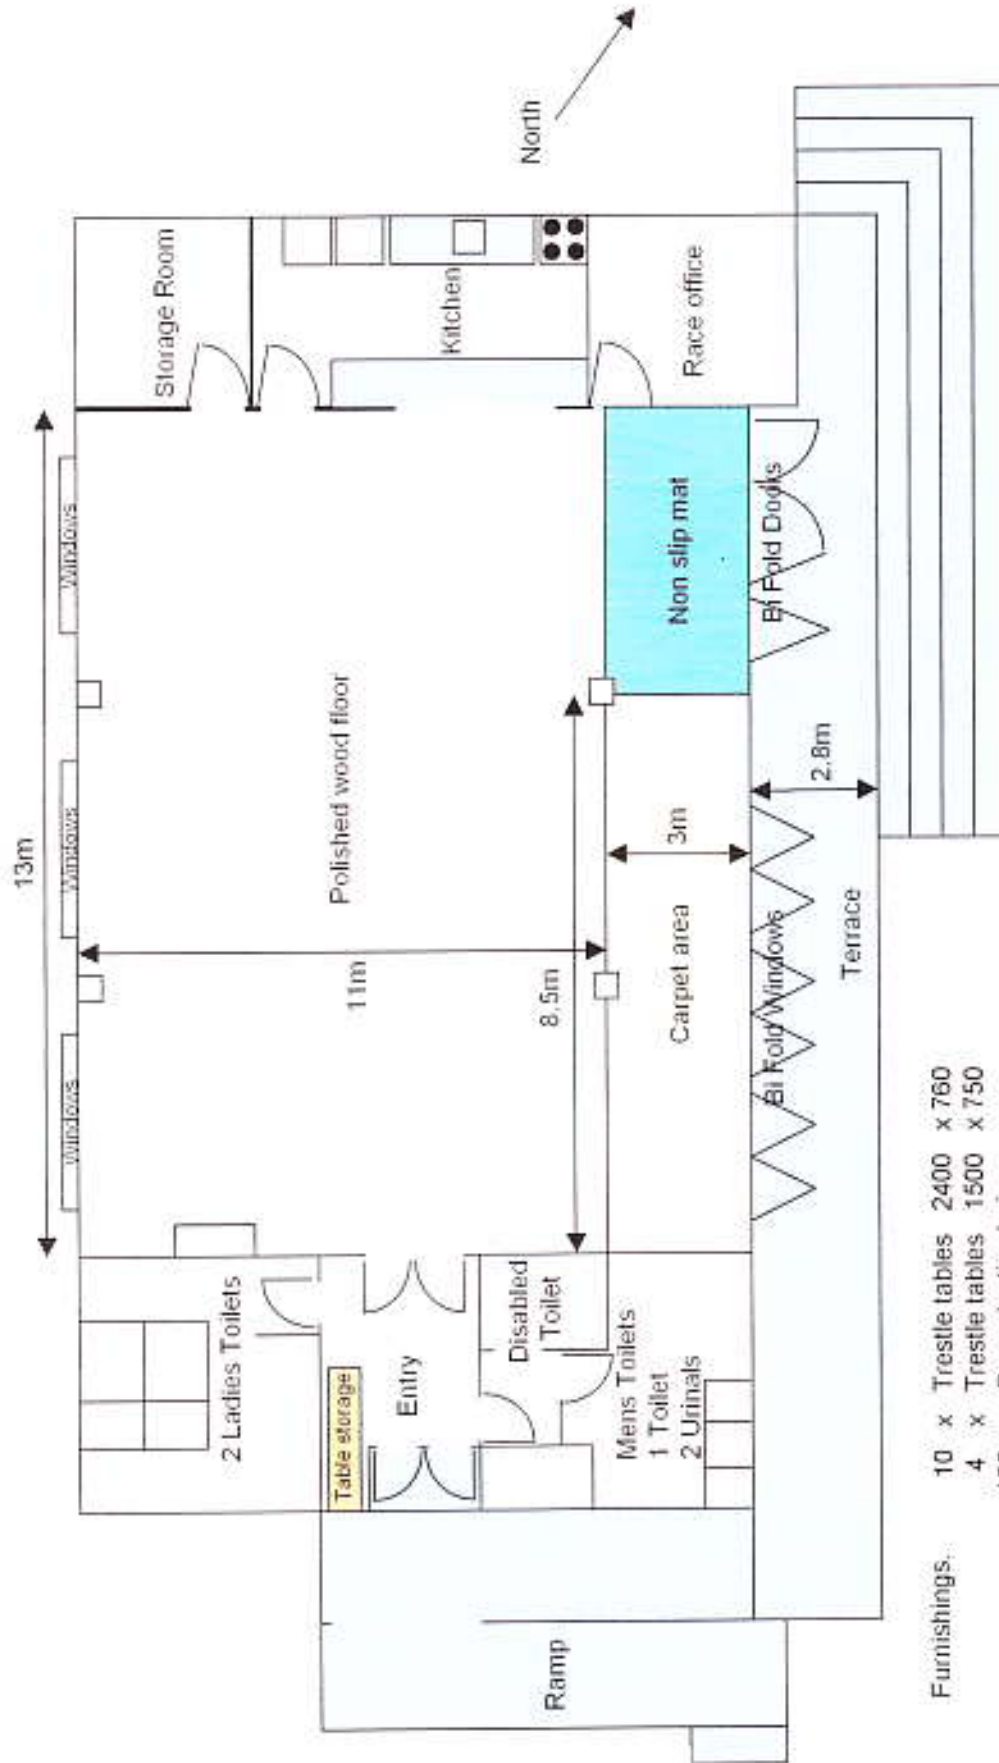 13m
North
Windows
Windows
Windows
Storage Room
2 Ladies Toilets
Polished wood floor
Table storage
11m
Kitchen
Entry
Disabled
Toilet
8.5m
Mens Toilets
1 Toilet
2 Urinals
Carpet area
3m
Non slip mat
Race office
Ramp
Bi Fold Windows
Bi Fold Doors
2.8m
Terrace
Furnishings.
10 x Trestle tables 2400 x 760
4 x Trestle tables 1500 x 750